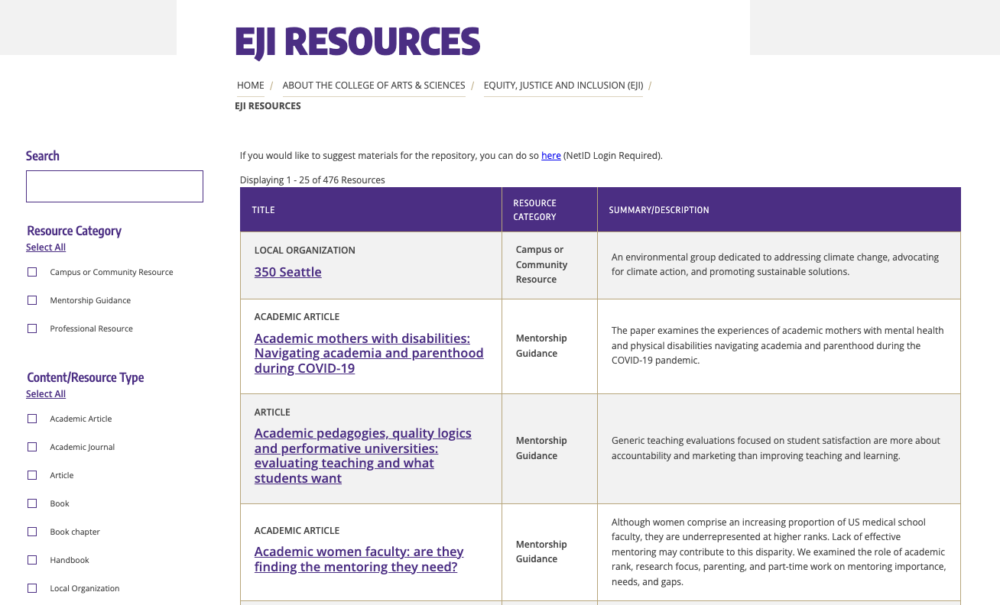 EJI RESOURCES
HOME / ABOUT THE COLLEGE OF ARTS & SCIENCES / EQUITY, JUSTICE AND INCLUSION (EJI) /
EJI RESOURCES
Search
Resource Category
Select All
Campus or Community Resource
Mentorship Guidance
Professional Resource
Content/Resource Type
Select All
Academic Article
Academic Journal
Article
Book
Book chapter
Handbook
Local Organization
If you would like to suggest materials for the repository, you can do so here (NetID Login Required).
Displaying 1 - 25 of 476 Resources
TITLE
RESOURCE
CATEGORY
SUMMARY/DESCRIPTION
LOCAL ORGANIZATION
350 Seattle
Campus or
Community
Resource
An environmental group dedicated to addressing climate change, advocating
for climate action, and promoting sustainable solutions.
ACADEMIC ARTICLE
Academic mothers with disabilities:
Navigating academia and parenthood
during COVID-19
Mentorship
Guidance
The paper examines the experiences of academic mothers with mental health
and physical disabilities navigating academia and parenthood during the
COVID-19 pandemic.
ARTICLE
Academic pedagogies, quality logics
and performative universities:
evaluating teaching and what
students want
Mentorship
Guidance
Generic teaching evaluations focused on student satisfaction are more about
accountability and marketing than improving teaching and learning.
ACADEMIC ARTICLE
Academic women faculty: are they
finding the mentoring they need?
Mentorship
Guidance
Although women comprise an increasing proportion of US medical school
faculty, they are underrepresented at higher ranks. Lack of effective
mentoring may contribute to this disparity. We examined the role of academic
rank, research focus, parenting, and part-time work on mentoring importance,
needs, and gaps.